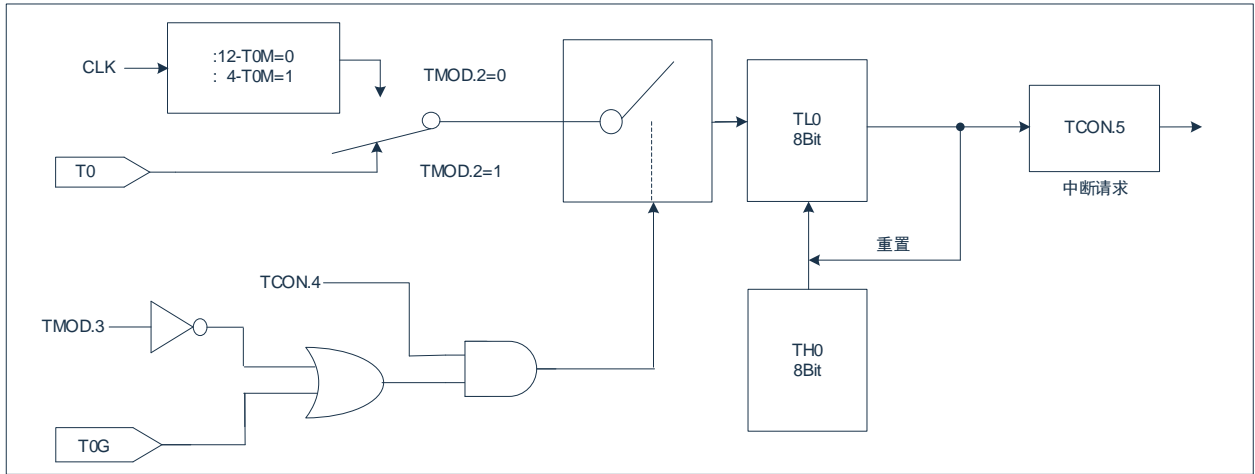 :12-T0M=0
: 4-T0M=1
CLK
TMOD.2=0
TL0
8Bit
TCON.5
T0
TMOD.2=1
中断请求
重置
TCON.4
TMOD.3
TH0
8Bit
T0G